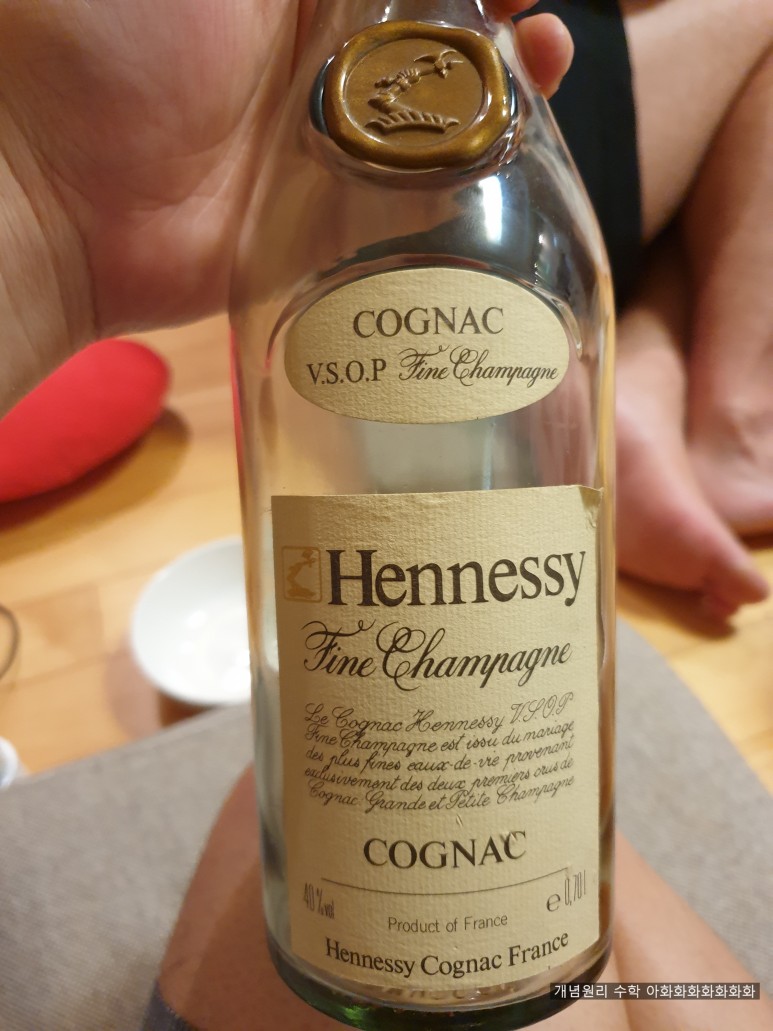 COGNAC
V.S.O.P Fine Champagne
Hennessy
Fine Champagne
Le Cognac Hennessy V.S.O.P
Fine Champagne est issu du mariage
des plus fines eaux-de-vie provenant
exclusivement des deux premiers crus de
Cognac: Grande et Petite Champagne
COGNAC
40%vol
e 0,70l
Product of France
Hennessy Cognac France
개념원리 수학 아화화화화화화화화